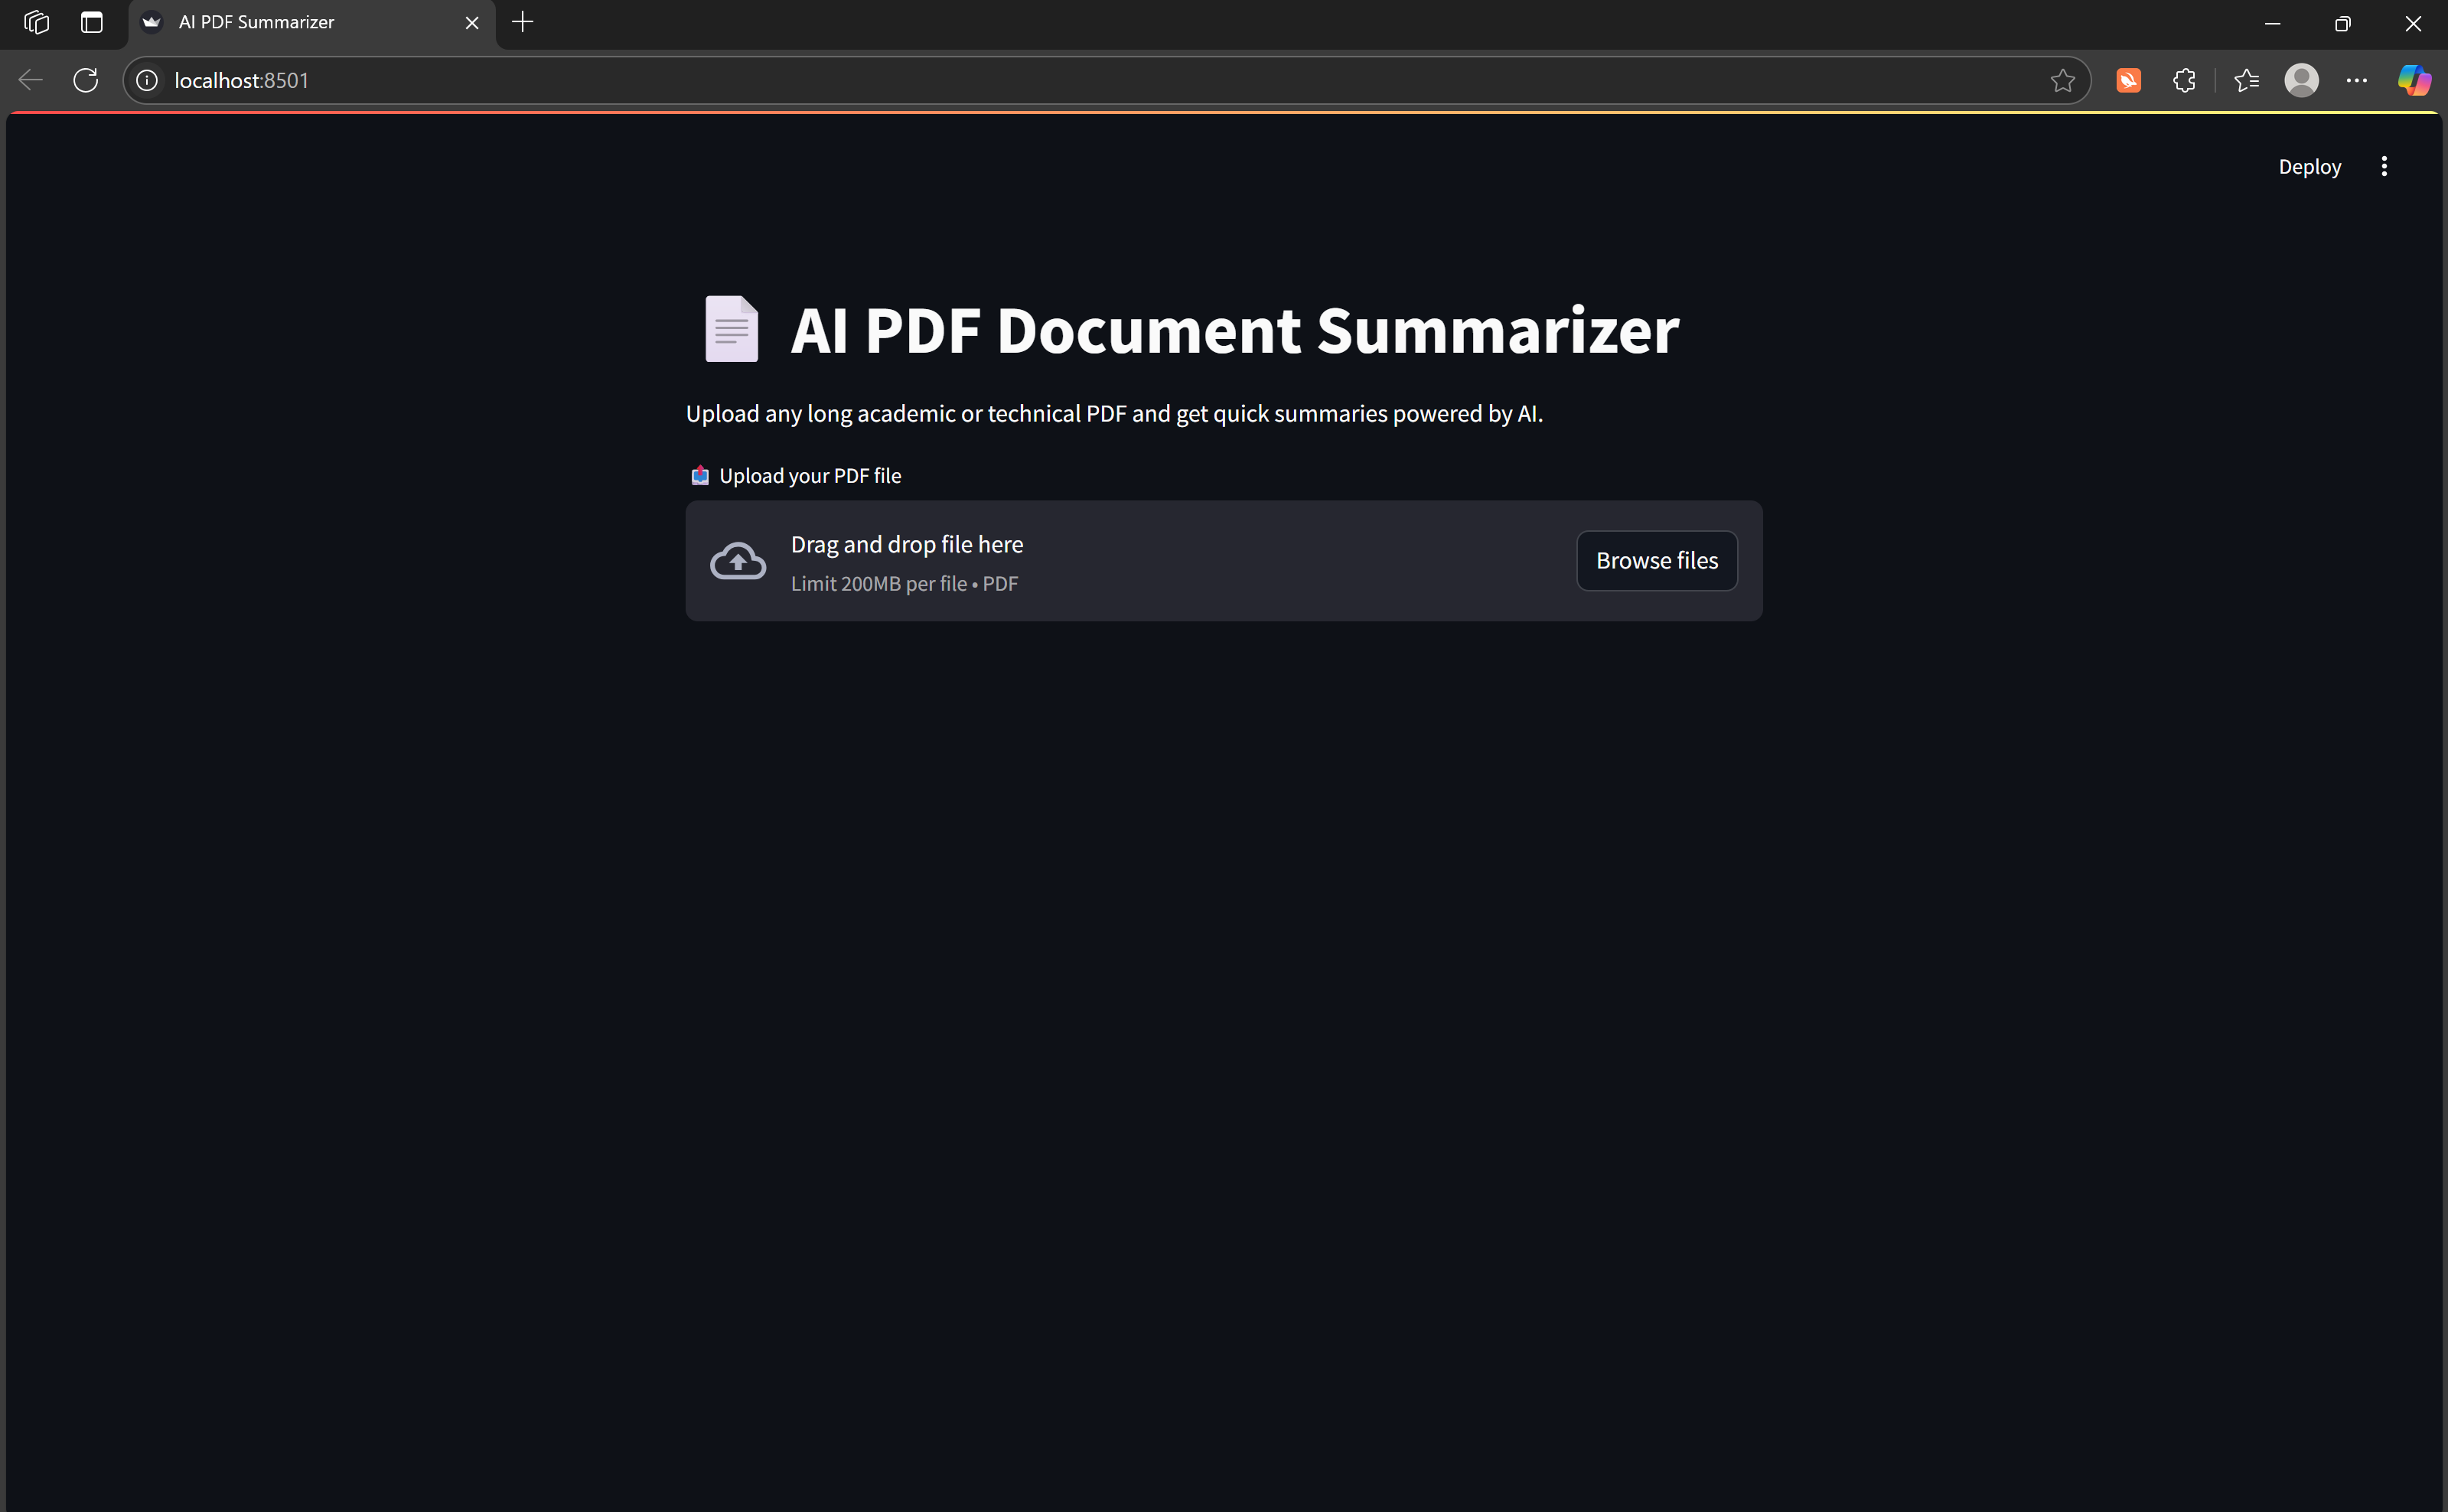 AI PDF Summarizer
localhost:8501
Deploy
AI PDF Document Summarizer
Upload any long academic or technical PDF and get quick summaries powered by AI.
Upload your PDF file
Drag and drop file here
Limit 200MB per file • PDF
Browse files